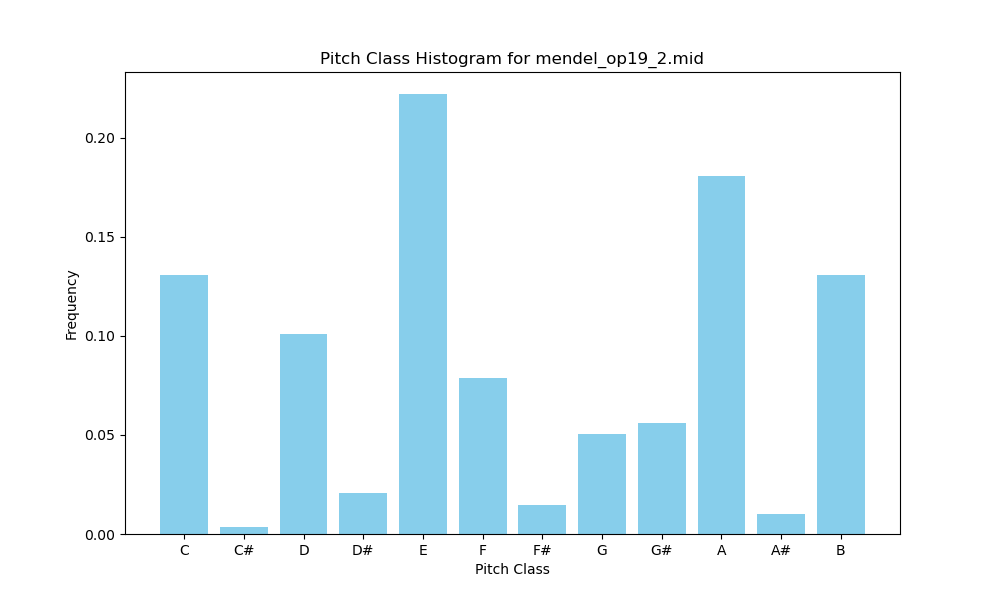 Pitch Class Histogram for mendel_op19_2.mid
Frequency
0.20
0.15
0.10
0.05
0.00
C C# D D# E F F# G G# A A# B
Pitch Class